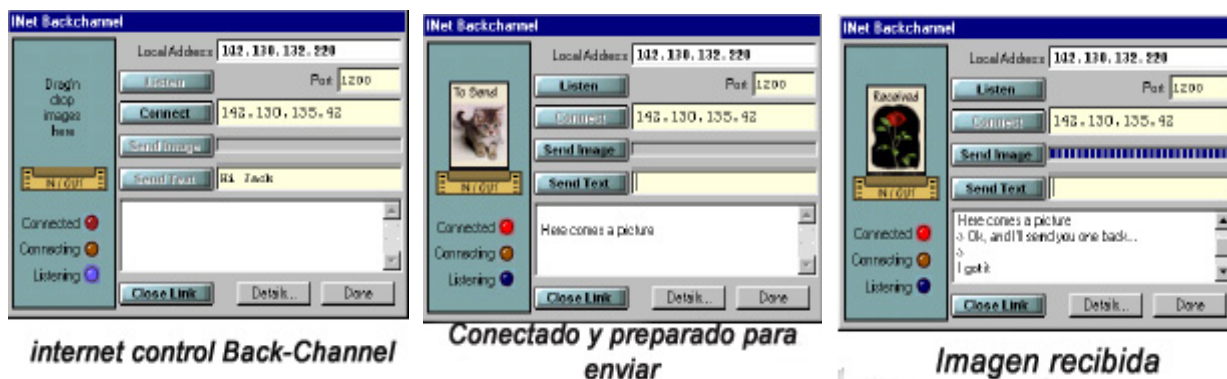 INet Backchannel
Local Address 142.130.132.220
Drag'n
drop
images
here
Listen
Port 1200
Connect 142.130.135.42
Send Image
Send Text Hi Jack
IN / OUT
Connected
Connecting
Listening
Close Link Details... Done
internet control Back-Channel
INet Backchannel
Local Address 142.130.132.220
To Send
Listen
Port 1200
Connect 142.130.135.42
Send Image
Send Text
IN / OUT
Connected
Connecting
Listening
Here comes a picture
Close Link Details... Done
Conectado y preparado para
enviar
INet Backchannel
Local Address 142.130.132.220
Received
Listen
Port 1200
Connect 142.130.135.42
Send Image
Send Text
IN / OUT
Connected
Connecting
Listening
Here comes a picture
> Ok, and I'll send you one back...
>
I got it
Close Link Details... Done
Imagen recibida